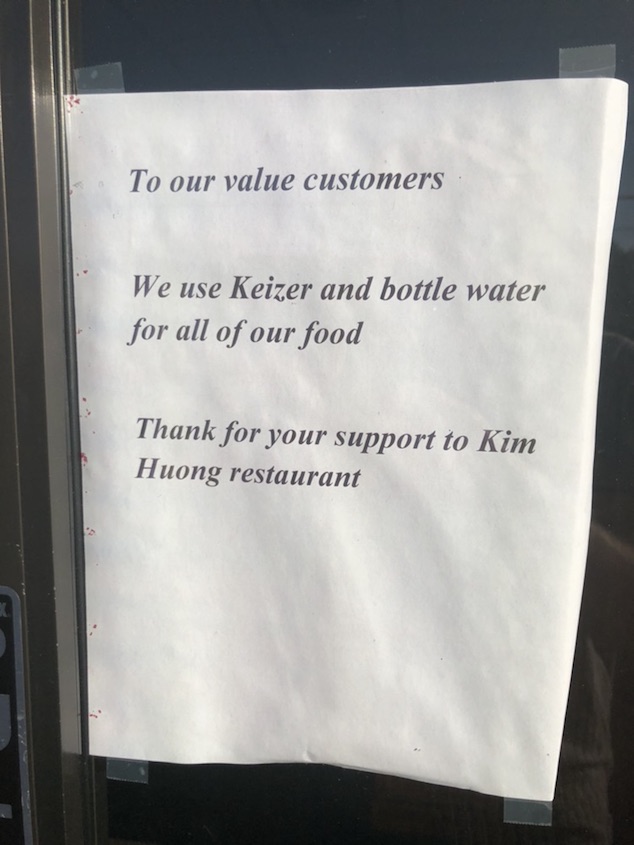 To our value customers
We use Keizer and bottle water
for all of our food
Thank for your support to Kim
Huong restaurant